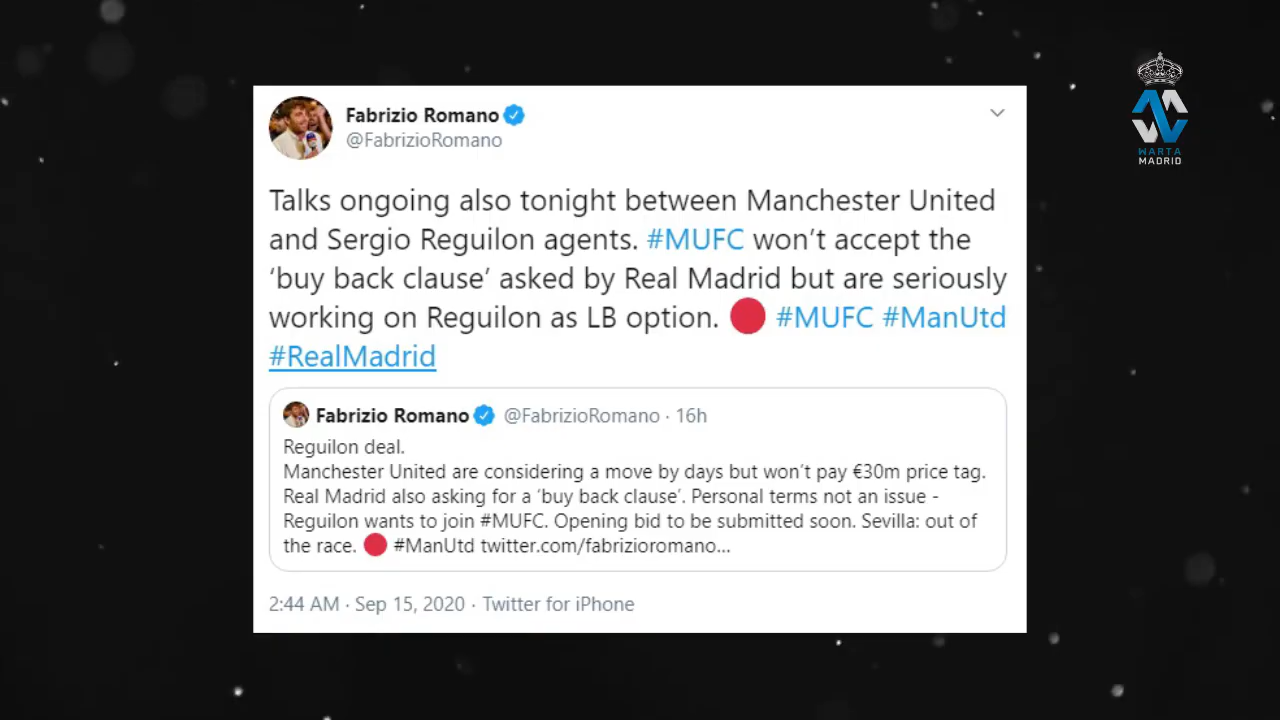 Fabrizio Romano
@FabrizioRomano
WARTA
MADRID
Talks ongoing also tonight between Manchester United
and Sergio Reguilon agents. #MUFC won’t accept the
‘buy back clause’ asked by Real Madrid but are seriously
working on Reguilon as LB option. 🔴 #MUFC #ManUtd
#RealMadrid
Fabrizio Romano @FabrizioRomano · 16h
Reguilon deal.
Manchester United are considering a move by days but won’t pay €30m price tag.
Real Madrid also asking for a ‘buy back clause’. Personal terms not an issue -
Reguilon wants to join #MUFC. Opening bid to be submitted soon. Sevilla: out of
the race. 🔴 #ManUtd twitter.com/fabrizioromano...
2:44 AM · Sep 15, 2020 · Twitter for iPhone